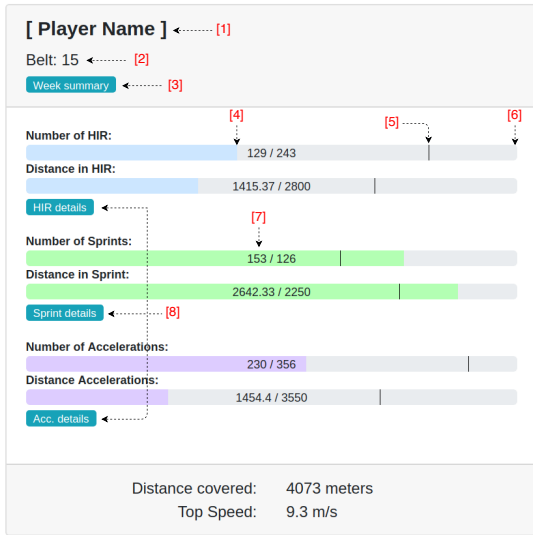 [ Player Name ] [1]
Belt: 15 [2]
Week summary [3]
[4] [5] [6]
Number of HIR:
129 / 243
Distance in HIR:
1415.37 / 2800
HIR details
[7]
Number of Sprints:
153 / 126
Distance in Sprint:
2642.33 / 2250
Sprint details [8]
Number of Accelerations:
230 / 356
Distance Accelerations:
1454.4 / 3550
Acc. details
Distance covered: 4073 meters
Top Speed: 9.3 m/s